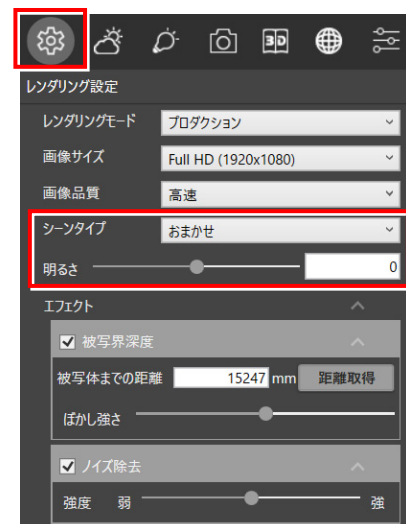 3D
レンダリング設定
レンダリングモード プロダクション
画像サイズ Full HD (1920x1080)
画像品質 高速
シーンタイプ おまかせ
明るさ 0
エフェクト
被写界深度
被写体までの距離 15247 mm 距離取得
ぼかし強さ
ノイズ除去
強度 弱 強